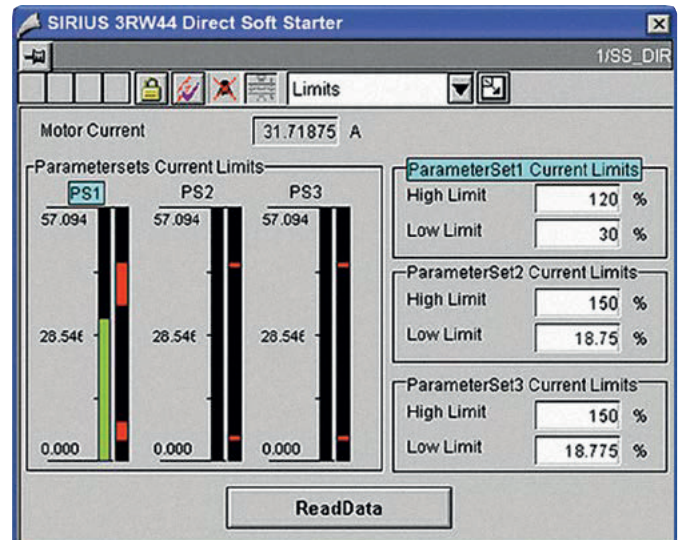 SIRIUS 3RW44 Direct Soft Starter
1/SS_DIR
Limits
Motor Current 31.71875 A
Parametersets Current Limits
PS1 PS2 PS3
57.094 57.094 57.094
28.546 28.546 28.546
0.000 0.000 0.000
ParameterSet1 Current Limits
High Limit 120 %
Low Limit 30 %
ParameterSet2 Current Limits
High Limit 150 %
Low Limit 18.75 %
ParameterSet3 Current Limits
High Limit 150 %
Low Limit 18.775 %
ReadData